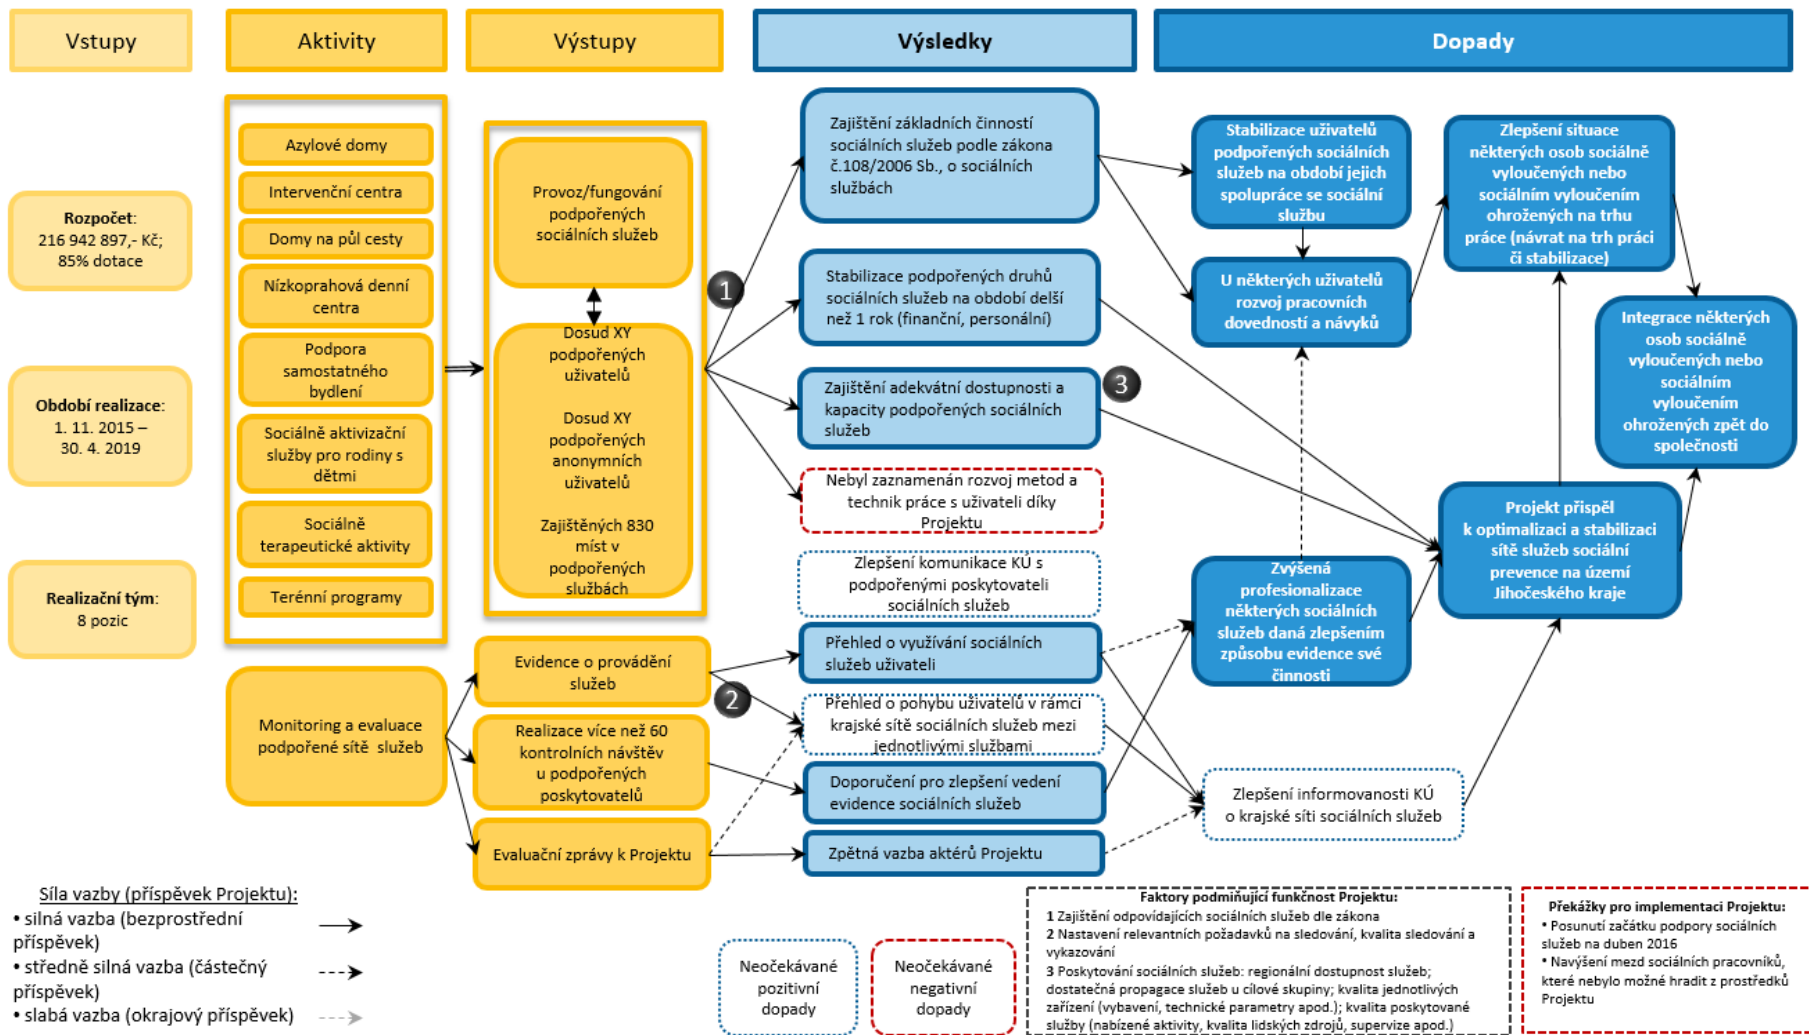 Vstupy
Aktivity
Výstupy
Výsledky
Dopady
Rozpočet:
216 942 897,- Kč;
85% dotace
Období realizace:
1. 11. 2015 –
30. 4. 2019
Realizační tým:
8 pozic
Azylové domy
Intervenční centra
Domy na půl cesty
Nízkoprahová denní
centra
Podpora
samostatného
bydlení
Sociálně aktivizační
služby pro rodiny s
dětmi
Sociálně
terapeutické aktivity
Terénní programy
Monitoring a evaluace
podpořené sítě služeb
Provoz/fungování
podpořených
sociálních služeb
Dosud XY
podpořených
uživatelů
Dosud XY
podpořených
anonymních
uživatelů
Zajištěných 830
míst v
podpořených
službách
Evidence o provádění
služeb
Realizace více než 60
kontrolních návštěv
u podpořených
poskytovatelů
Evaluační zprávy k Projektu
1
2
3
Zajištění základních činností
sociálních služeb podle zákona
č.108/2006 Sb., o sociálních
službách
Stabilizace podpořených druhů
sociálních služeb na období delší
než 1 rok (finanční, personální)
Zajištění adekvátní dostupnosti a
kapacity podpořených sociálních
služeb
Nebyl zaznamenán rozvoj metod a
technik práce s uživateli díky
Projektu
Zlepšení komunikace KÚ s
podpořenými poskytovateli
sociálních služeb
Přehled o využívání sociálních
služeb uživateli
Přehled o pohybu uživatelů v rámci
krajské sítě sociálních služeb mezi
jednotlivými službami
Doporučení pro zlepšení vedení
evidence sociálních služeb
Zpětná vazba aktérů Projektu
Stabilizace uživatelů
podpořených sociálních
služeb na období jejich
spolupráce se sociální
službu
U některých uživatelů
rozvoj pracovních
dovedností a návyků
Zvýšená
profesionalizace
některých sociálních
služeb daná zlepšením
způsobu evidence své
činnosti
Zlepšení informovanosti KÚ
o krajské síti sociálních služeb
Zlepšení situace
některých osob sociálně
vyloučených nebo
sociálním vyloučením
ohrožených na trhu
práce (návrat na trh práci
či stabilizace)
Integrace některých
osob sociálně
vyloučených nebo
sociálním
vyloučením
ohrožených zpět do
společnosti
Projekt přispěl
k optimalizaci a stabilizaci
sítě služeb sociální
prevence na území
Jihočeského kraje
Síla vazby (příspěvek Projektu):
• silná vazba (bezprostřední
příspěvek)
• středně silná vazba (částečný
příspěvek)
• slabá vazba (okrajový příspěvek)
Neočekávané
pozitivní
dopady
Neočekávané
negativní
dopady
Faktory podmiňující funkčnost Projektu:
1 Zajištění odpovídajících sociálních služeb dle zákona
2 Nastavení relevantních požadavků na sledování, kvalita sledování a
vykazování
3 Poskytování sociálních služeb: regionální dostupnost služeb;
dostatečná propagace služeb u cílové skupiny; kvalita jednotlivých
zařízení (vybavení, technické parametry apod.); kvalita poskytované
služby (nabízené aktivity, kvalita lidských zdrojů, supervize apod.)
Překážky pro implementaci Projektu:
• Posunutí začátku podpory sociálních
služeb na duben 2016
• Navýšení mezd sociálních pracovníků,
které nebylo možné hradit z prostředků
Projektu